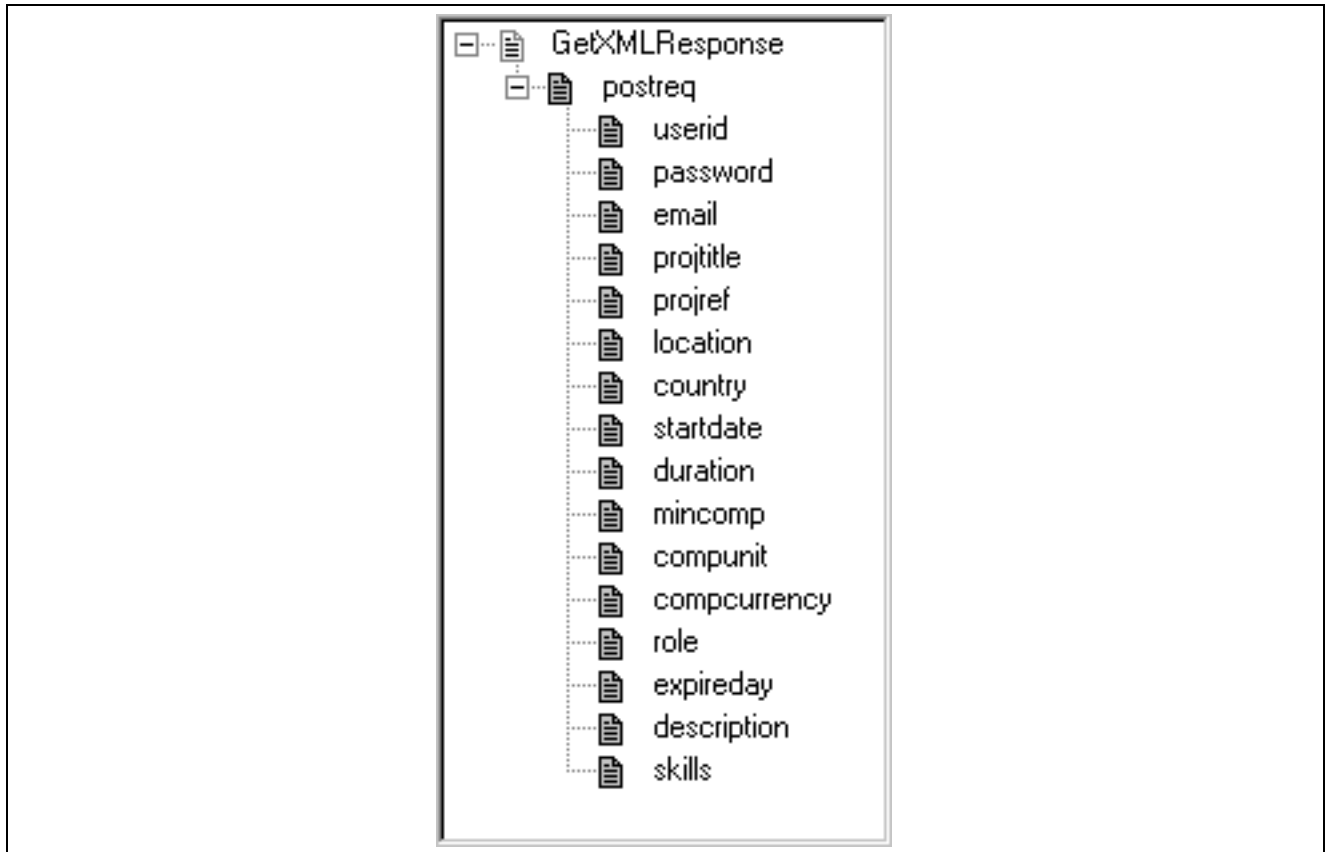 GetXMLResponse
postreq
userid
password
email
projtitle
projref
location
country
startdate
duration
mincomp
compunit
compcurrency
role
expireday
description
skills